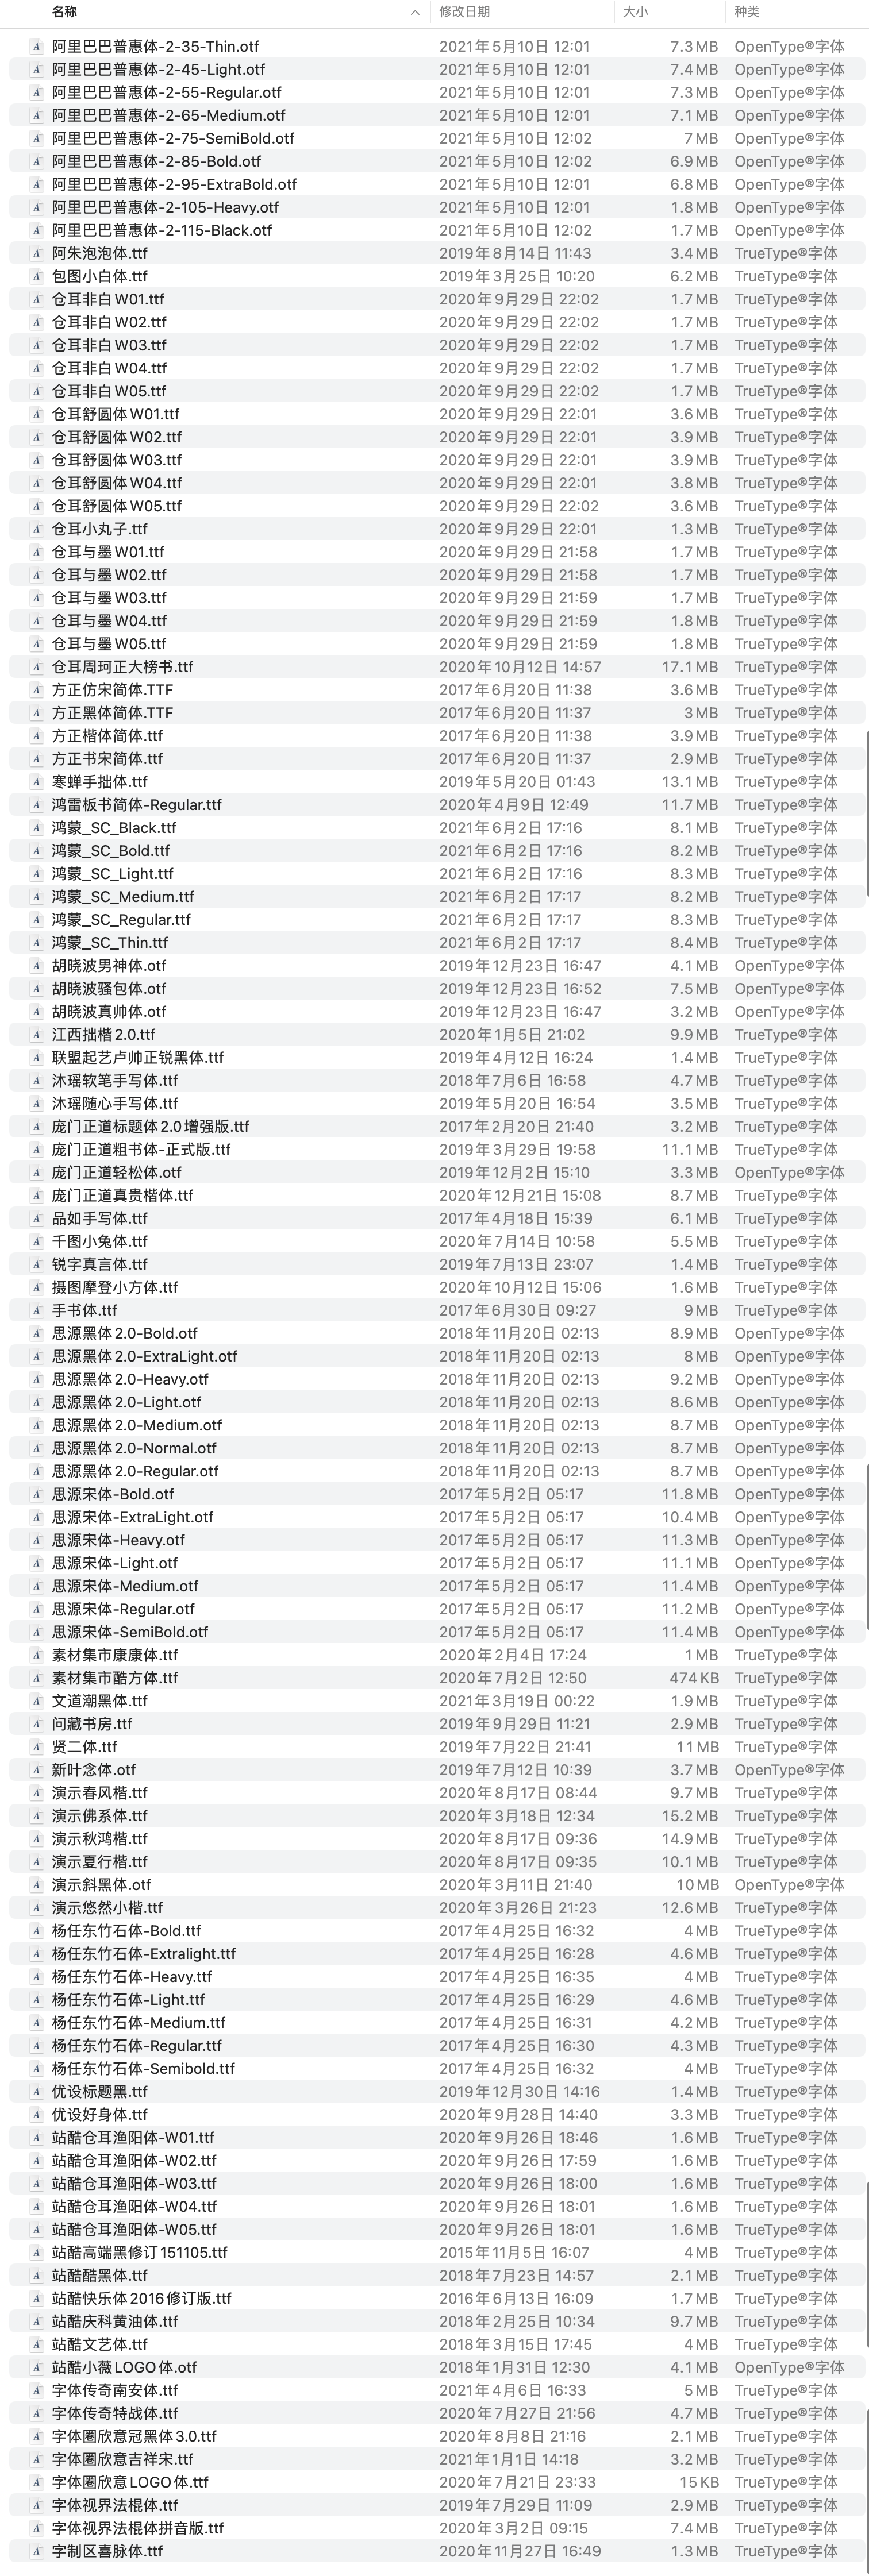 名称 修改日期 大小 种类
阿里巴巴普惠体-2-35-Thin.otf 2021年5月10日 12:01 7.3 MB OpenType®字体
阿里巴巴普惠体-2-45-Light.otf 2021年5月10日 12:01 7.4 MB OpenType®字体
阿里巴巴普惠体-2-55-Regular.otf 2021年5月10日 12:01 7.3 MB OpenType®字体
阿里巴巴普惠体-2-65-Medium.otf 2021年5月10日 12:01 7.1 MB OpenType®字体
阿里巴巴普惠体-2-75-SemiBold.otf 2021年5月10日 12:02 7 MB OpenType®字体
阿里巴巴普惠体-2-85-Bold.otf 2021年5月10日 12:02 6.9 MB OpenType®字体
阿里巴巴普惠体-2-95-ExtraBold.otf 2021年5月10日 12:01 6.8 MB OpenType®字体
阿里巴巴普惠体-2-105-Heavy.otf 2021年5月10日 12:01 1.8 MB OpenType®字体
阿里巴巴普惠体-2-115-Black.otf 2021年5月10日 12:02 1.7 MB OpenType®字体
阿朱泡泡体.ttf 2019年8月14日 11:43 3.4 MB TrueType®字体
包图小白体.ttf 2019年3月25日 10:20 6.2 MB TrueType®字体
仓耳非白W01.ttf 2020年9月29日 22:02 1.7 MB TrueType®字体
仓耳非白W02.ttf 2020年9月29日 22:02 1.7 MB TrueType®字体
仓耳非白W03.ttf 2020年9月29日 22:02 1.7 MB TrueType®字体
仓耳非白W04.ttf 2020年9月29日 22:02 1.7 MB TrueType®字体
仓耳非白W05.ttf 2020年9月29日 22:02 1.7 MB TrueType®字体
仓耳舒圆体W01.ttf 2020年9月29日 22:01 3.6 MB TrueType®字体
仓耳舒圆体W02.ttf 2020年9月29日 22:01 3.9 MB TrueType®字体
仓耳舒圆体W03.ttf 2020年9月29日 22:01 3.9 MB TrueType®字体
仓耳舒圆体W04.ttf 2020年9月29日 22:01 3.8 MB TrueType®字体
仓耳舒圆体W05.ttf 2020年9月29日 22:02 3.6 MB TrueType®字体
仓耳小丸子.ttf 2020年9月29日 22:01 1.3 MB TrueType®字体
仓耳与墨W01.ttf 2020年9月29日 21:58 1.7 MB TrueType®字体
仓耳与墨W02.ttf 2020年9月29日 21:58 1.7 MB TrueType®字体
仓耳与墨W03.ttf 2020年9月29日 21:59 1.7 MB TrueType®字体
仓耳与墨W04.ttf 2020年9月29日 21:59 1.8 MB TrueType®字体
仓耳与墨W05.ttf 2020年9月29日 21:59 1.8 MB TrueType®字体
仓耳周珂正大榜书.ttf 2020年10月12日 14:57 17.1 MB TrueType®字体
方正仿宋简体.TTF 2017年6月20日 11:38 3.6 MB TrueType®字体
方正黑体简体.TTF 2017年6月20日 11:37 3 MB TrueType®字体
方正楷体简体.ttf 2017年6月20日 11:38 3.9 MB TrueType®字体
方正书宋简体.ttf 2017年6月20日 11:37 2.9 MB TrueType®字体
寒蝉手拙体.ttf 2019年5月20日 01:43 13.1 MB TrueType®字体
鸿雷板书简体-Regular.ttf 2020年4月9日 12:49 11.7 MB TrueType®字体
鸿蒙_SC_Black.ttf 2021年6月2日 17:16 8.1 MB TrueType®字体
鸿蒙_SC_Bold.ttf 2021年6月2日 17:16 8.2 MB TrueType®字体
鸿蒙_SC_Light.ttf 2021年6月2日 17:16 8.3 MB TrueType®字体
鸿蒙_SC_Medium.ttf 2021年6月2日 17:17 8.2 MB TrueType®字体
鸿蒙_SC_Regular.ttf 2021年6月2日 17:17 8.3 MB TrueType®字体
鸿蒙_SC_Thin.ttf 2021年6月2日 17:17 8.4 MB TrueType®字体
胡晓波男神体.otf 2019年12月23日 16:47 4.1 MB OpenType®字体
胡晓波骚包体.otf 2019年12月23日 16:52 7.5 MB OpenType®字体
胡晓波真帅体.otf 2019年12月23日 16:47 3.2 MB OpenType®字体
江西拙楷2.0.ttf 2020年1月5日 21:02 9.9 MB TrueType®字体
联盟起艺卢帅正锐黑体.ttf 2019年4月12日 16:24 1.4 MB TrueType®字体
沐瑶软笔手写体.ttf 2018年7月6日 16:58 4.7 MB TrueType®字体
沐瑶随心手写体.ttf 2019年5月20日 16:54 3.5 MB TrueType®字体
庞门正道标题体2.0增强版.ttf 2017年2月20日 21:40 3.2 MB TrueType®字体
庞门正道粗书体-正式版.ttf 2019年3月29日 19:58 11.1 MB TrueType®字体
庞门正道轻松体.otf 2019年12月2日 15:10 3.3 MB OpenType®字体
庞门正道真贵楷体.ttf 2020年12月21日 15:08 8.7 MB TrueType®字体
品如手写体.ttf 2017年4月18日 15:39 6.1 MB TrueType®字体
千图小兔体.ttf 2020年7月14日 10:58 5.5 MB TrueType®字体
锐字真言体.ttf 2019年7月13日 23:07 1.4 MB TrueType®字体
摄图摩登小方体.ttf 2020年10月12日 15:06 1.6 MB TrueType®字体
手书体.ttf 2017年6月30日 09:27 9 MB TrueType®字体
思源黑体2.0-Bold.otf 2018年11月20日 02:13 8.9 MB OpenType®字体
思源黑体2.0-ExtraLight.otf 2018年11月20日 02:13 8 MB OpenType®字体
思源黑体2.0-Heavy.otf 2018年11月20日 02:13 9.2 MB OpenType®字体
思源黑体2.0-Light.otf 2018年11月20日 02:13 8.6 MB OpenType®字体
思源黑体2.0-Medium.otf 2018年11月20日 02:13 8.7 MB OpenType®字体
思源黑体2.0-Normal.otf 2018年11月20日 02:13 8.7 MB OpenType®字体
思源黑体2.0-Regular.otf 2018年11月20日 02:13 8.7 MB OpenType®字体
思源宋体-Bold.otf 2017年5月2日 05:17 11.8 MB OpenType®字体
思源宋体-ExtraLight.otf 2017年5月2日 05:17 10.4 MB OpenType®字体
思源宋体-Heavy.otf 2017年5月2日 05:17 11.3 MB OpenType®字体
思源宋体-Light.otf 2017年5月2日 05:17 11.1 MB OpenType®字体
思源宋体-Medium.otf 2017年5月2日 05:17 11.4 MB OpenType®字体
思源宋体-Regular.otf 2017年5月2日 05:17 11.2 MB OpenType®字体
思源宋体-SemiBold.otf 2017年5月2日 05:17 11.4 MB OpenType®字体
素材集市康康体.ttf 2020年2月4日 17:24 1 MB TrueType®字体
素材集市酷方体.ttf 2020年7月2日 12:50 474 KB TrueType®字体
文道潮黑体.ttf 2021年3月19日 00:22 1.9 MB TrueType®字体
问藏书房.ttf 2019年9月29日 11:21 2.9 MB TrueType®字体
贤二体.ttf 2019年7月22日 21:41 11 MB TrueType®字体
新叶念体.otf 2019年7月12日 10:39 3.7 MB OpenType®字体
演示春风楷.ttf 2020年8月17日 08:44 9.7 MB TrueType®字体
演示佛系体.ttf 2020年3月18日 12:34 15.2 MB TrueType®字体
演示秋鸿楷.ttf 2020年8月17日 09:36 14.9 MB TrueType®字体
演示夏行楷.ttf 2020年8月17日 09:35 10.1 MB TrueType®字体
演示斜黑体.otf 2020年3月11日 21:40 10 MB OpenType®字体
演示悠然小楷.ttf 2020年3月26日 21:23 12.6 MB TrueType®字体
杨任东竹石体-Bold.ttf 2017年4月25日 16:32 4 MB TrueType®字体
杨任东竹石体-Extralight.ttf 2017年4月25日 16:28 4.6 MB TrueType®字体
杨任东竹石体-Heavy.ttf 2017年4月25日 16:35 4 MB TrueType®字体
杨任东竹石体-Light.ttf 2017年4月25日 16:29 4.6 MB TrueType®字体
杨任东竹石体-Medium.ttf 2017年4月25日 16:31 4.2 MB TrueType®字体
杨任东竹石体-Regular.ttf 2017年4月25日 16:30 4.3 MB TrueType®字体
杨任东竹石体-Semibold.ttf 2017年4月25日 16:32 4 MB TrueType®字体
优设标题黑.ttf 2019年12月30日 14:16 1.4 MB TrueType®字体
优设好身体.ttf 2020年9月28日 14:40 3.3 MB TrueType®字体
站酷仓耳渔阳体-W01.ttf 2020年9月26日 18:46 1.6 MB TrueType®字体
站酷仓耳渔阳体-W02.ttf 2020年9月26日 17:59 1.6 MB TrueType®字体
站酷仓耳渔阳体-W03.ttf 2020年9月26日 18:00 1.6 MB TrueType®字体
站酷仓耳渔阳体-W04.ttf 2020年9月26日 18:01 1.6 MB TrueType®字体
站酷仓耳渔阳体-W05.ttf 2020年9月26日 18:01 1.6 MB TrueType®字体
站酷高端黑修订151105.ttf 2015年11月5日 16:07 4 MB TrueType®字体
站酷酷黑体.ttf 2018年7月23日 14:57 2.1 MB TrueType®字体
站酷快乐体2016修订版.ttf 2016年6月13日 16:09 1.7 MB TrueType®字体
站酷庆科黄油体.ttf 2018年2月25日 10:34 9.7 MB TrueType®字体
站酷文艺体.ttf 2018年3月15日 17:45 4 MB TrueType®字体
站酷小薇LOGO体.otf 2018年1月31日 12:30 4.1 MB OpenType®字体
字体传奇南安体.ttf 2021年4月6日 16:33 5 MB TrueType®字体
字体传奇特战体.ttf 2020年7月27日 21:56 4.7 MB TrueType®字体
字体圈欣意冠黑体3.0.ttf 2020年8月8日 21:16 2.1 MB TrueType®字体
字体圈欣意吉祥宋.ttf 2021年1月1日 14:18 3.2 MB TrueType®字体
字体圈欣意LOGO体.ttf 2020年7月21日 23:33 15 KB TrueType®字体
字体视界法棍体.ttf 2019年7月29日 11:09 2.9 MB TrueType®字体
字体视界法棍体拼音版.ttf 2020年3月2日 09:15 7.4 MB TrueType®字体
字制区喜脉体.ttf 2020年11月27日 16:49 1.3 MB TrueType®字体